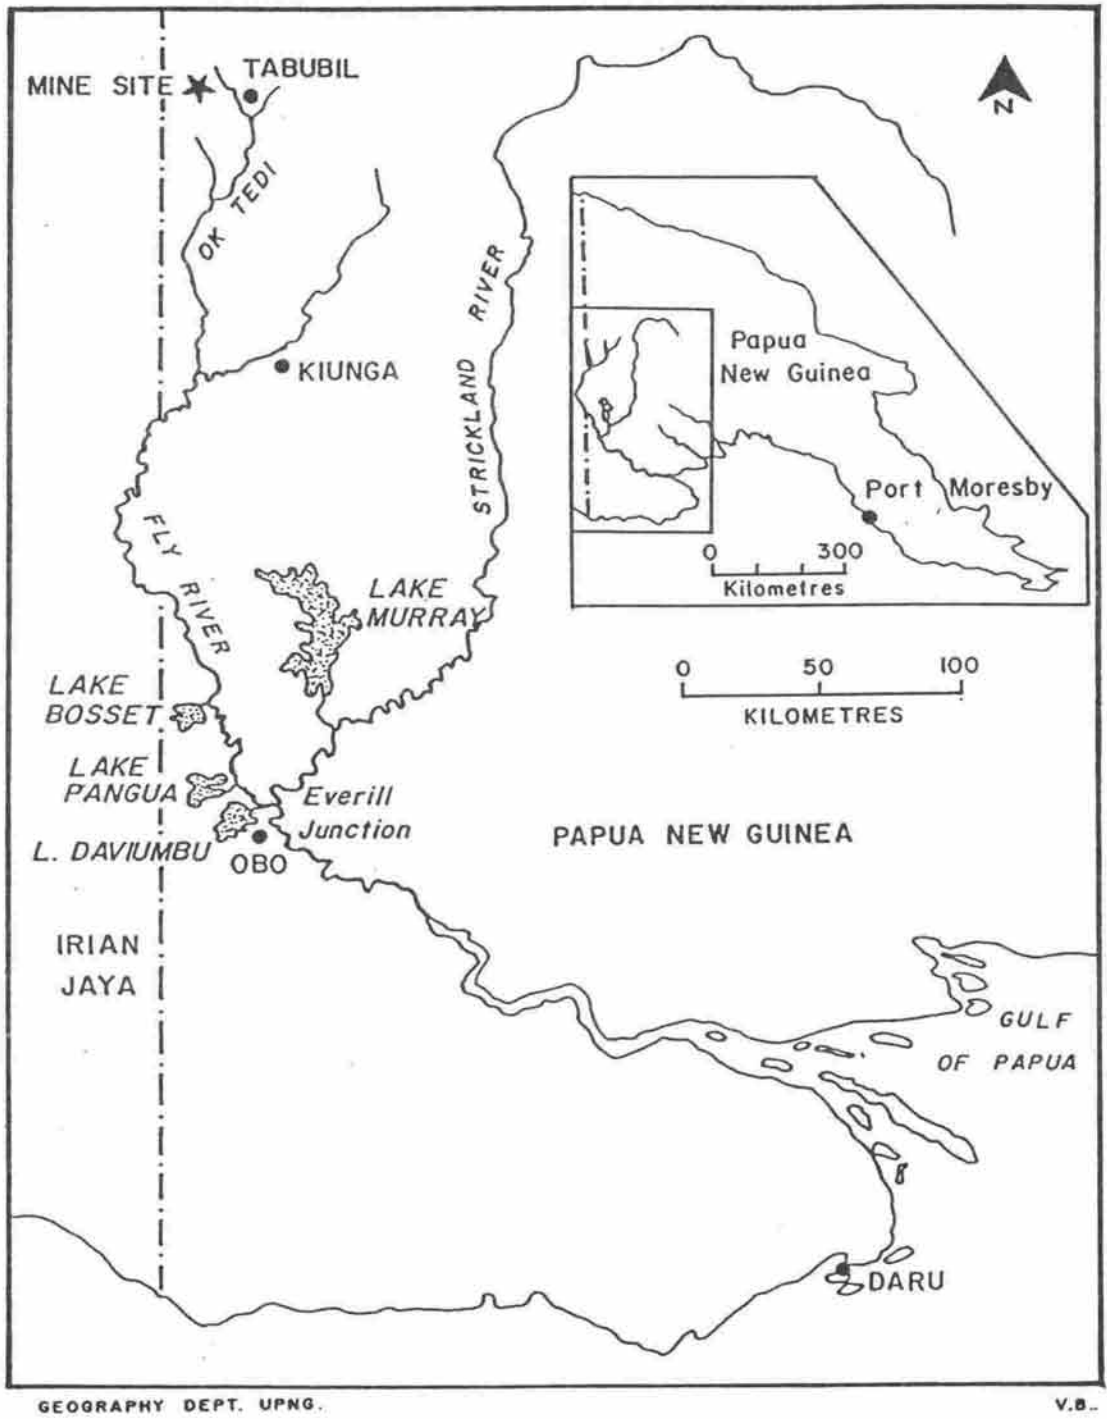 MINE SITE
TABUBIL
N
OK TEDI
STRICKLAND RIVER
KIUNGA
Papua
New Guinea
Port Moresby
0 300
Kilometres
FLY RIVER
LAKE
MURRAY
0 50 100
KILOMETRES
LAKE
BOSSET
LAKE
PANGUA
Everill
Junction
L. DAVIUMBU
OBO
PAPUA NEW GUINEA
IRIAN
JAYA
GULF
OF PAPUA
DARU
GEOGRAPHY DEPT. UPNG.
V.B..